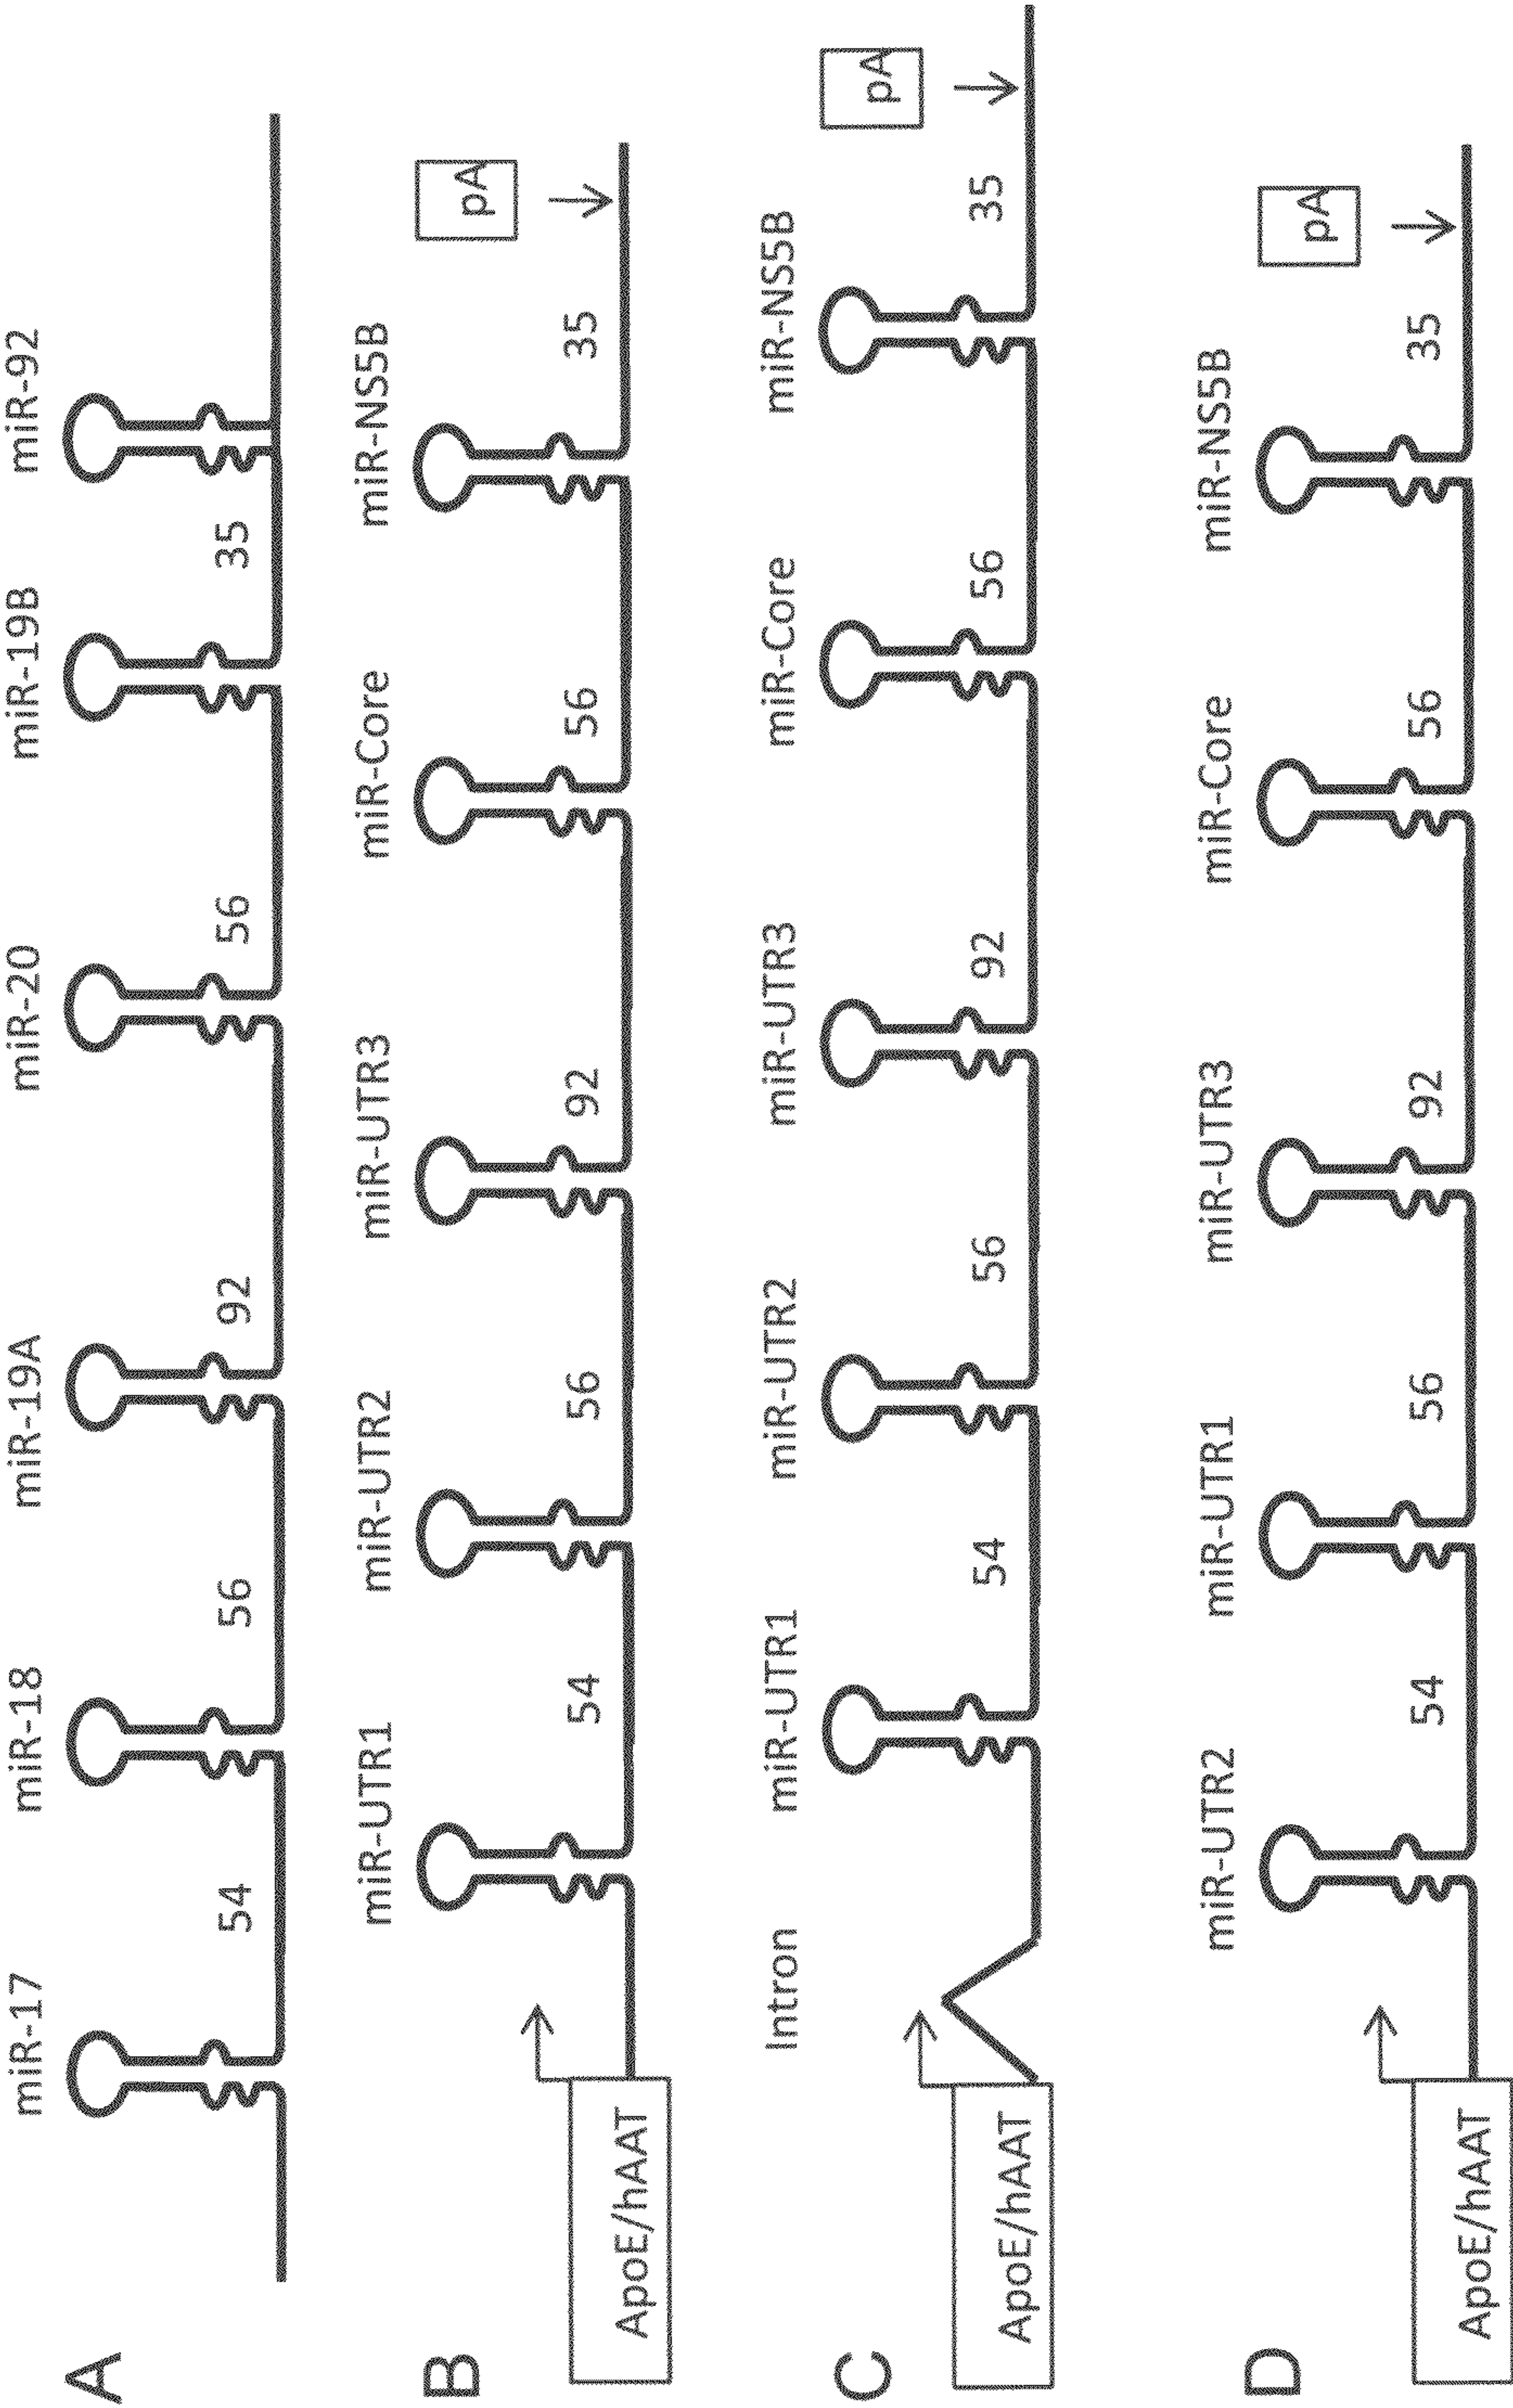 A
miR-17 miR-18 miR-19A miR-20 miR-19B miR-92
54 56 92 56 35
B
miR-UTR1 miR-UTR2 miR-UTR3 miR-Core miR-NS5B
pA
54 56 92 56 35
ApoE/hAAT
C
Intron miR-UTR1 miR-UTR2 miR-UTR3 miR-Core miR-NS5B
pA
54 56 92 56 35
ApoE/hAAT
D
miR-UTR2 miR-UTR1 miR-UTR3 miR-Core miR-NS5B
pA
54 56 92 56 35
ApoE/hAAT